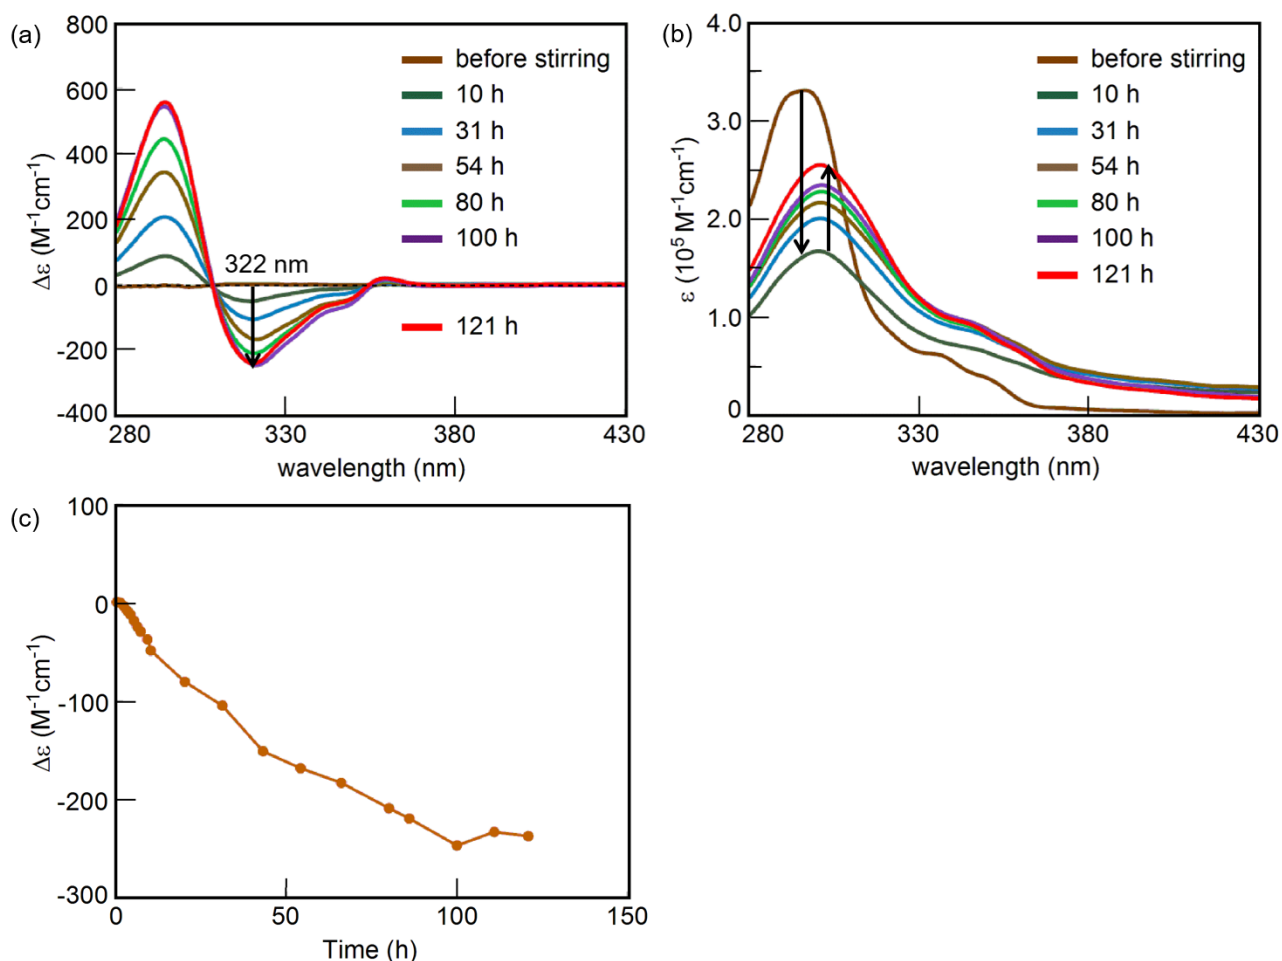 (a)
800
600
400
200
0
-200
-400
Δε (M⁻¹cm⁻¹)
280
330
380
430
wavelength (nm)
322 nm
before stirring
10 h
31 h
54 h
80 h
100 h
121 h
(b)
4.0
3.0
2.0
1.0
0
ε (10⁵ M⁻¹cm⁻¹)
280
330
380
430
wavelength (nm)
before stirring
10 h
31 h
54 h
80 h
100 h
121 h
(c)
100
0
-100
-200
-300
Δε (M⁻¹cm⁻¹)
0
50
100
150
Time (h)